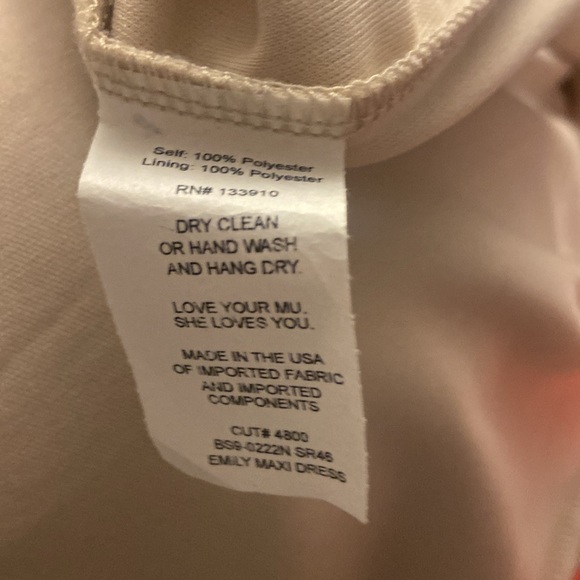 Self: 100% Polyester
Lining: 100% Polyester
RN# 133910
DRY CLEAN
OR HAND WASH
AND HANG DRY.
LOVE YOUR MU.
SHE LOVES YOU.
MADE IN THE USA
OF IMPORTED FABRIC
AND IMPORTED
COMPONENTS
CUT# 4800
BS9-0222N SR46
EMILY MAXI DRESS